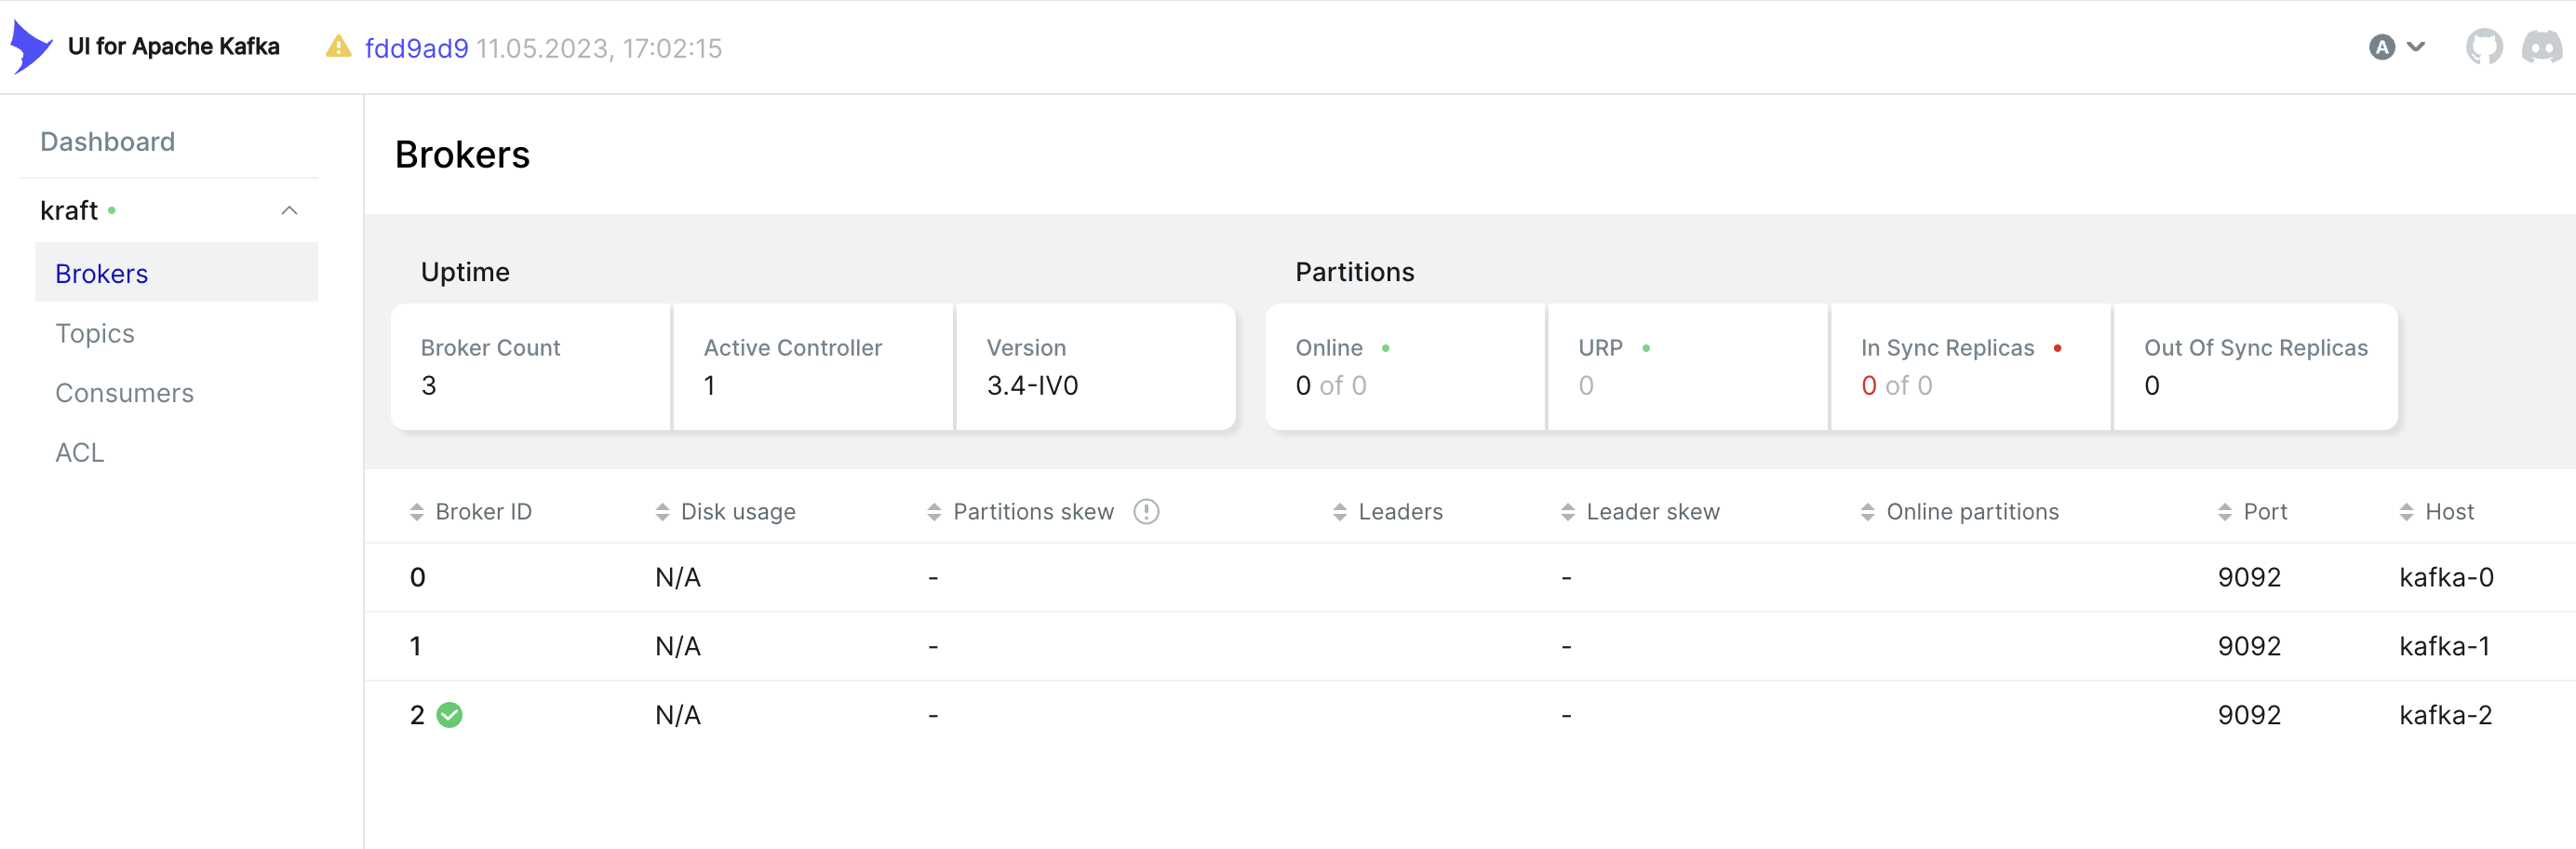 UI for Apache Kafka fdd9ad9 11.05.2023, 17:02:15 A
Dashboard
kraft
Brokers
Topics
Consumers
ACL
Brokers
Uptime
Broker Count
3
Active Controller
1
Version
3.4-IV0
Partitions
Online
0 of 0
URP
0
In Sync Replicas
0 of 0
Out Of Sync Replicas
0
Broker ID Disk usage Partitions skew Leaders Leader skew Online partitions Port Host
0 N/A - - 9092 kafka-0
1 N/A - - 9092 kafka-1
2 N/A - - 9092 kafka-2